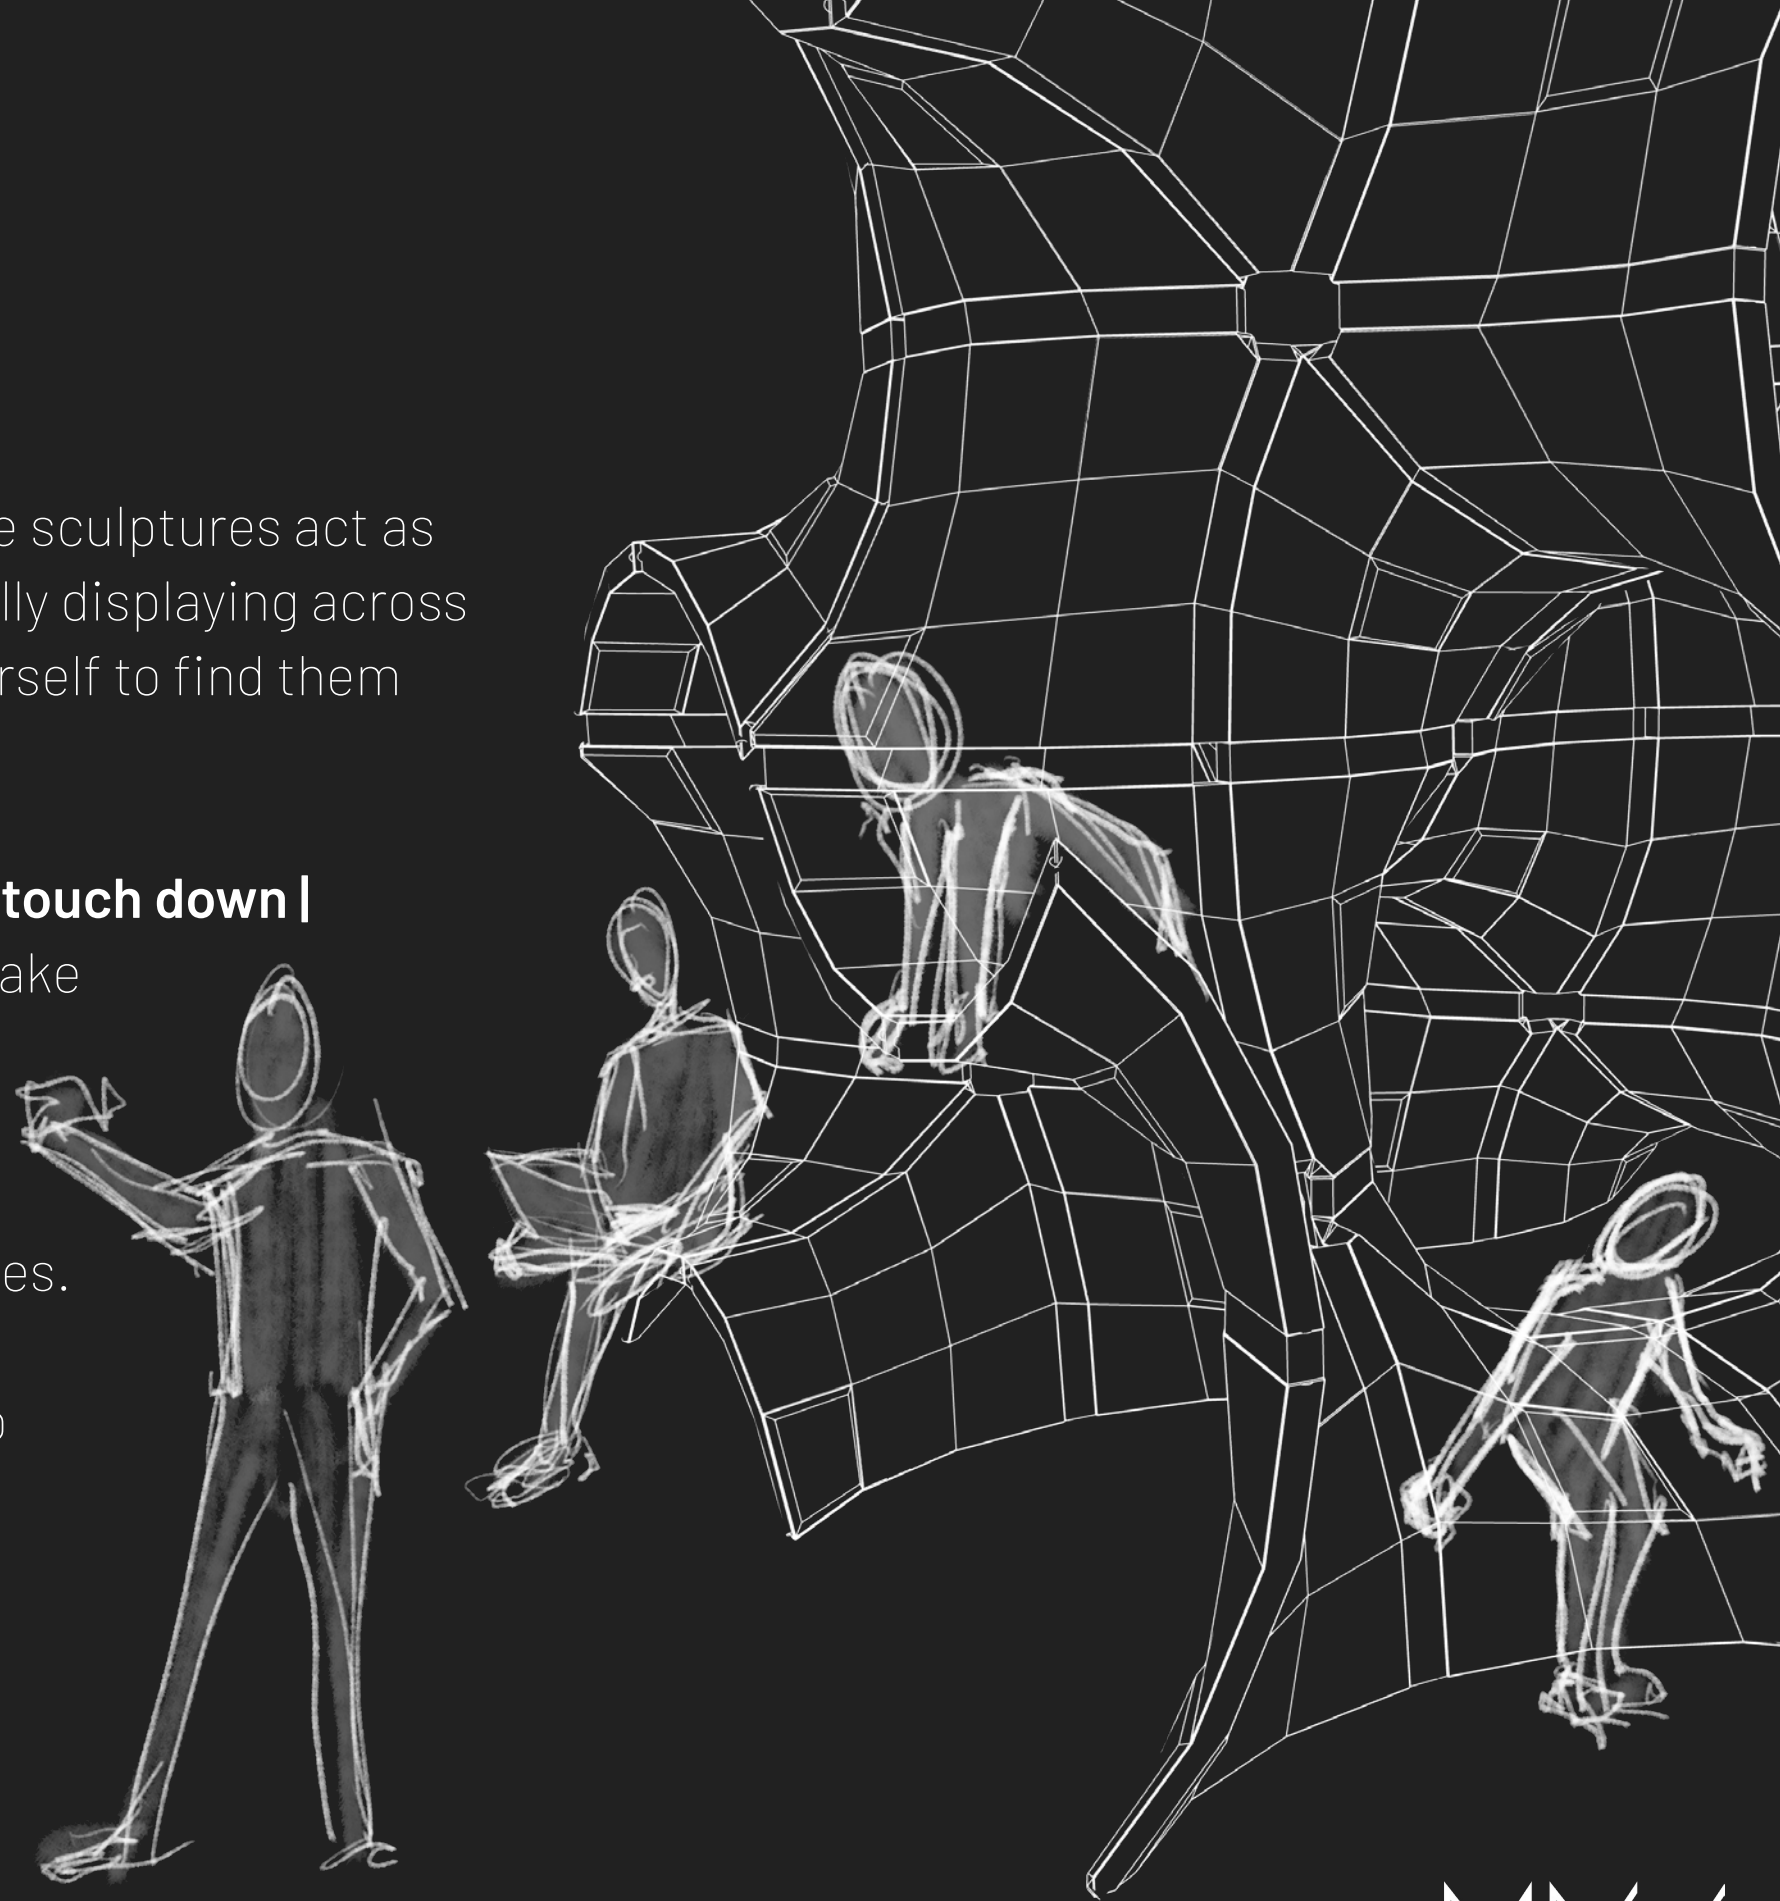 e sculptures act as
lly displaying across
rself to find them
touch down |
ake
es.